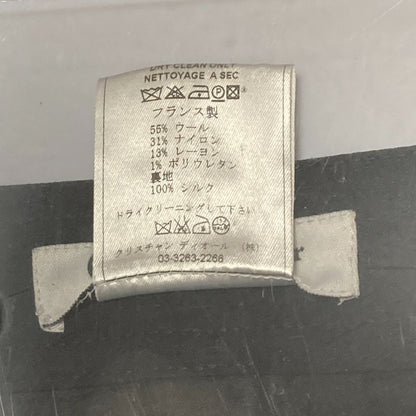 DRY CLEAN ONLY
NETTOYAGE A SEC
フランス製
55% ウール
31% ナイロン
13% レーヨン
1% ポリウレタン
裏地
100% シルク
ドライクリーニングして下さい
クリスチャン ディオール (株)
03-3263-2266
r